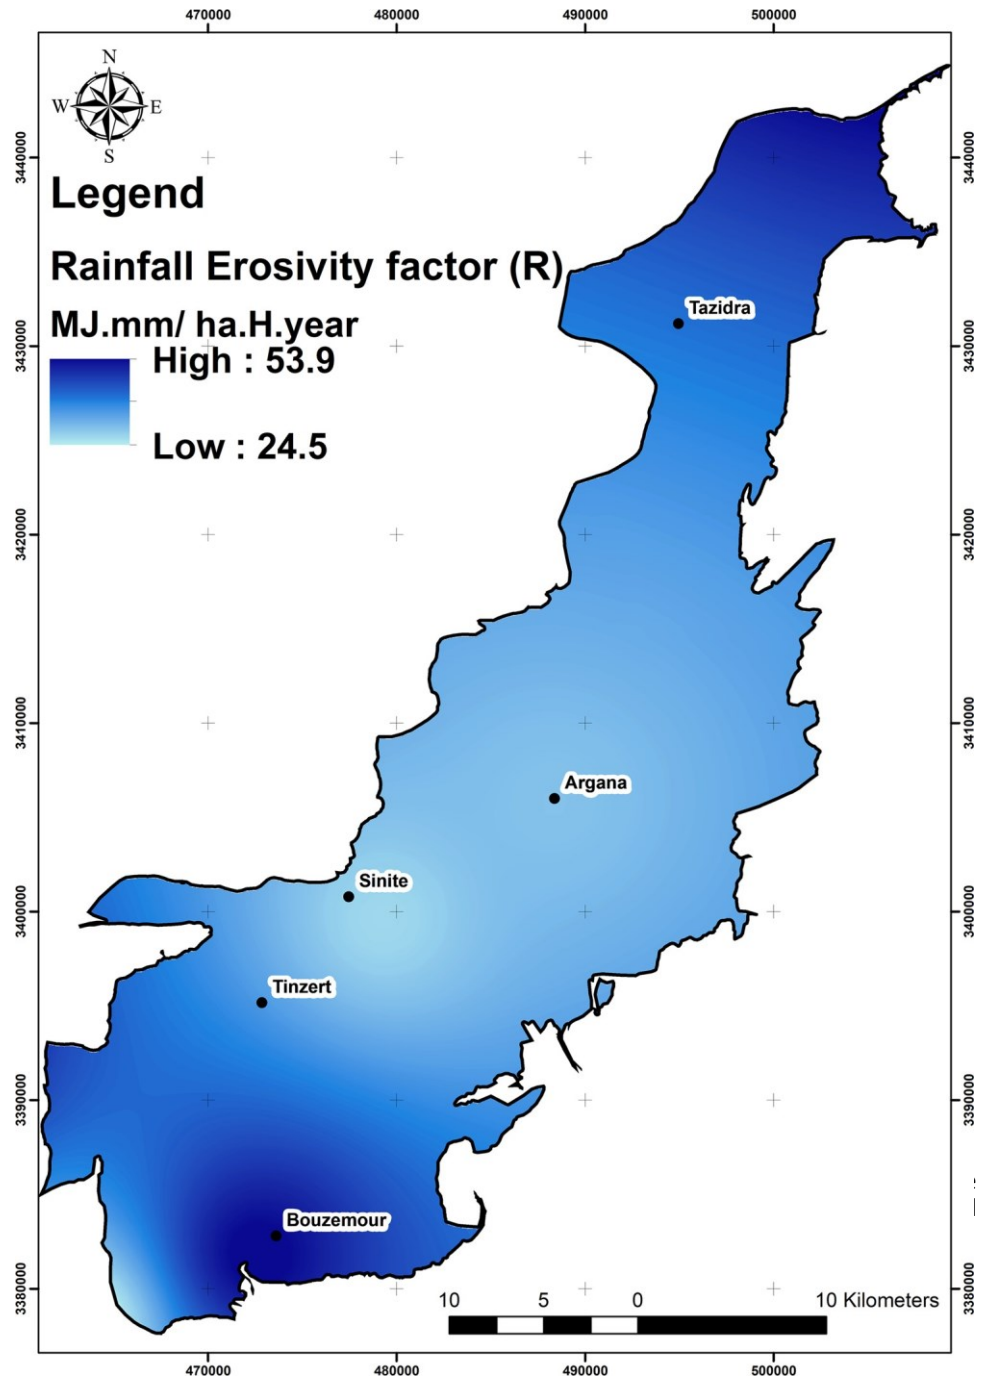 470000 480000 490000 500000
N
W E
S
Legend
Rainfall Erosivity factor (R)
MJ.mm/ ha.H.year
High : 53.9
Low : 24.5
3440000 3440000
Tazidra
3430000 3430000
3420000 3420000
3410000 3410000
Argana
Sinite
3400000 3400000
Tinzert
3390000 3390000
Bouzemour
3380000 3380000
10 5 0 10 Kilometers
470000 480000 490000 500000